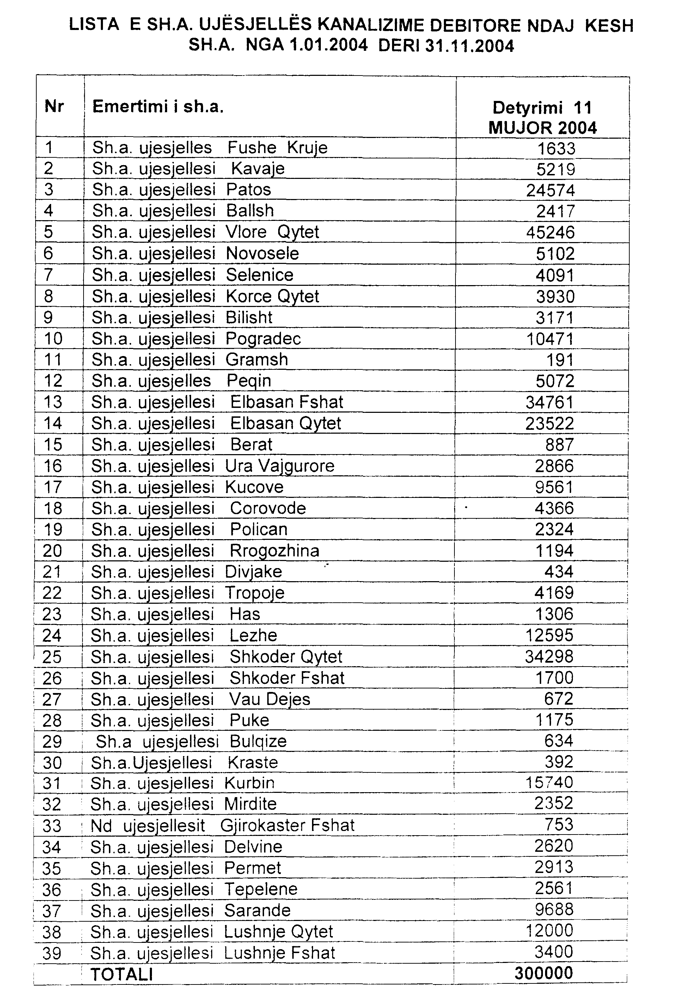 LISTA E SH.A. UJËSJELLËS KANALIZIME DEBITORE NDAJ KESH
SH.A. NGA 1.01.2004 DERI 31.11.2004
Nr Emertimi i sh.a. Detyrimi 11
MUJOR 2004
1 Sh.a. ujesjelles Fushe Kruje 1633
2 Sh.a. ujesjellesi Kavaje 5219
3 Sh.a. ujesjellesi Patos 24574
4 Sh.a. ujesjellesi Ballsh 2417
5 Sh.a. ujesjellesi Vlore Qytet 45246
6 Sh.a. ujesjellesi Novosele 5102
7 Sh.a. ujesjellesi Selenice 4091
8 Sh.a. ujesjellesi Korce Qytet 3930
9 Sh.a. ujesjellesi Bilisht 3171
10 Sh.a. ujesjellesi Pogradec 10471
11 Sh.a. ujesjellesi Gramsh 191
12 Sh.a. ujesjelles Peqin 5072
13 Sh.a. ujesjellesi Elbasan Fshat 34761
14 Sh.a. ujesjellesi Elbasan Qytet 23522
15 Sh.a. ujesjellesi Berat 887
16 Sh.a. ujesjellesi Ura Vajgurore 2866
17 Sh.a. ujesjellesi Kucove 9561
18 Sh.a. ujesjellesi Corovode 4366
19 Sh.a. ujesjellesi Polican 2324
20 Sh.a. ujesjellesi Rrogozhina 1194
21 Sh.a. ujesjellesi Divjake 434
22 Sh.a. ujesjellesi Tropoje 4169
23 Sh.a. ujesjellesi Has 1306
24 Sh.a. ujesjellesi Lezhe 12595
25 Sh.a. ujesjellesi Shkoder Qytet 34298
26 Sh.a. ujesjellesi Shkoder Fshat 1700
27 Sh.a. ujesjellesi Vau Dejes 672
28 Sh.a. ujesjellesi Puke 1175
29 Sh.a ujesjellesi Bulqize 634
30 Sh.a.Ujesjellesi Kraste 392
31 Sh.a. ujesjellesi Kurbin 15740
32 Sh.a. ujesjellesi Mirdite 2352
33 Nd ujesjellesit Gjirokaster Fshat 753
34 Sh.a. ujesjellesi Delvine 2620
35 Sh.a. ujesjellesi Permet 2913
36 Sh.a. ujesjellesi Tepelene 2561
37 Sh.a. ujesjellesi Sarande 9688
38 Sh.a. ujesjellesi Lushnje Qytet 12000
39 Sh.a. ujesjellesi Lushnje Fshat 3400
TOTALI 300000